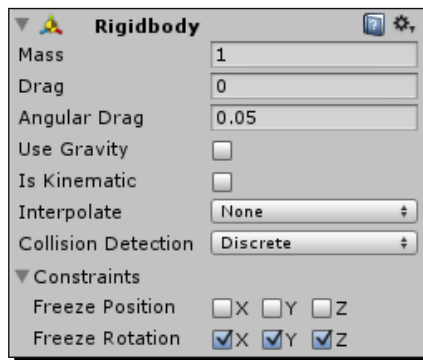 Rigidbody
Mass 1
Drag 0
Angular Drag 0.05
Use Gravity
Is Kinematic
Interpolate None
Collision Detection Discrete
Constraints
Freeze Position X Y Z
Freeze Rotation X Y Z